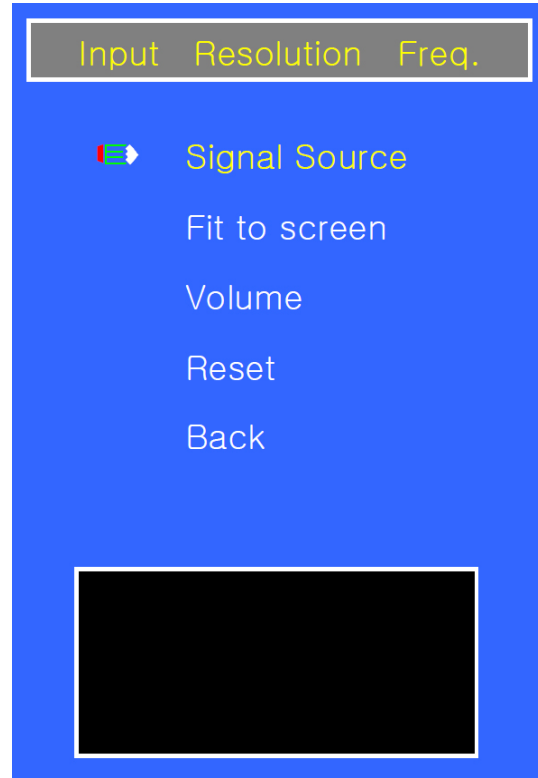 Input Resolution Freq.
Signal Source
Fit to screen
Volume
Reset
Back